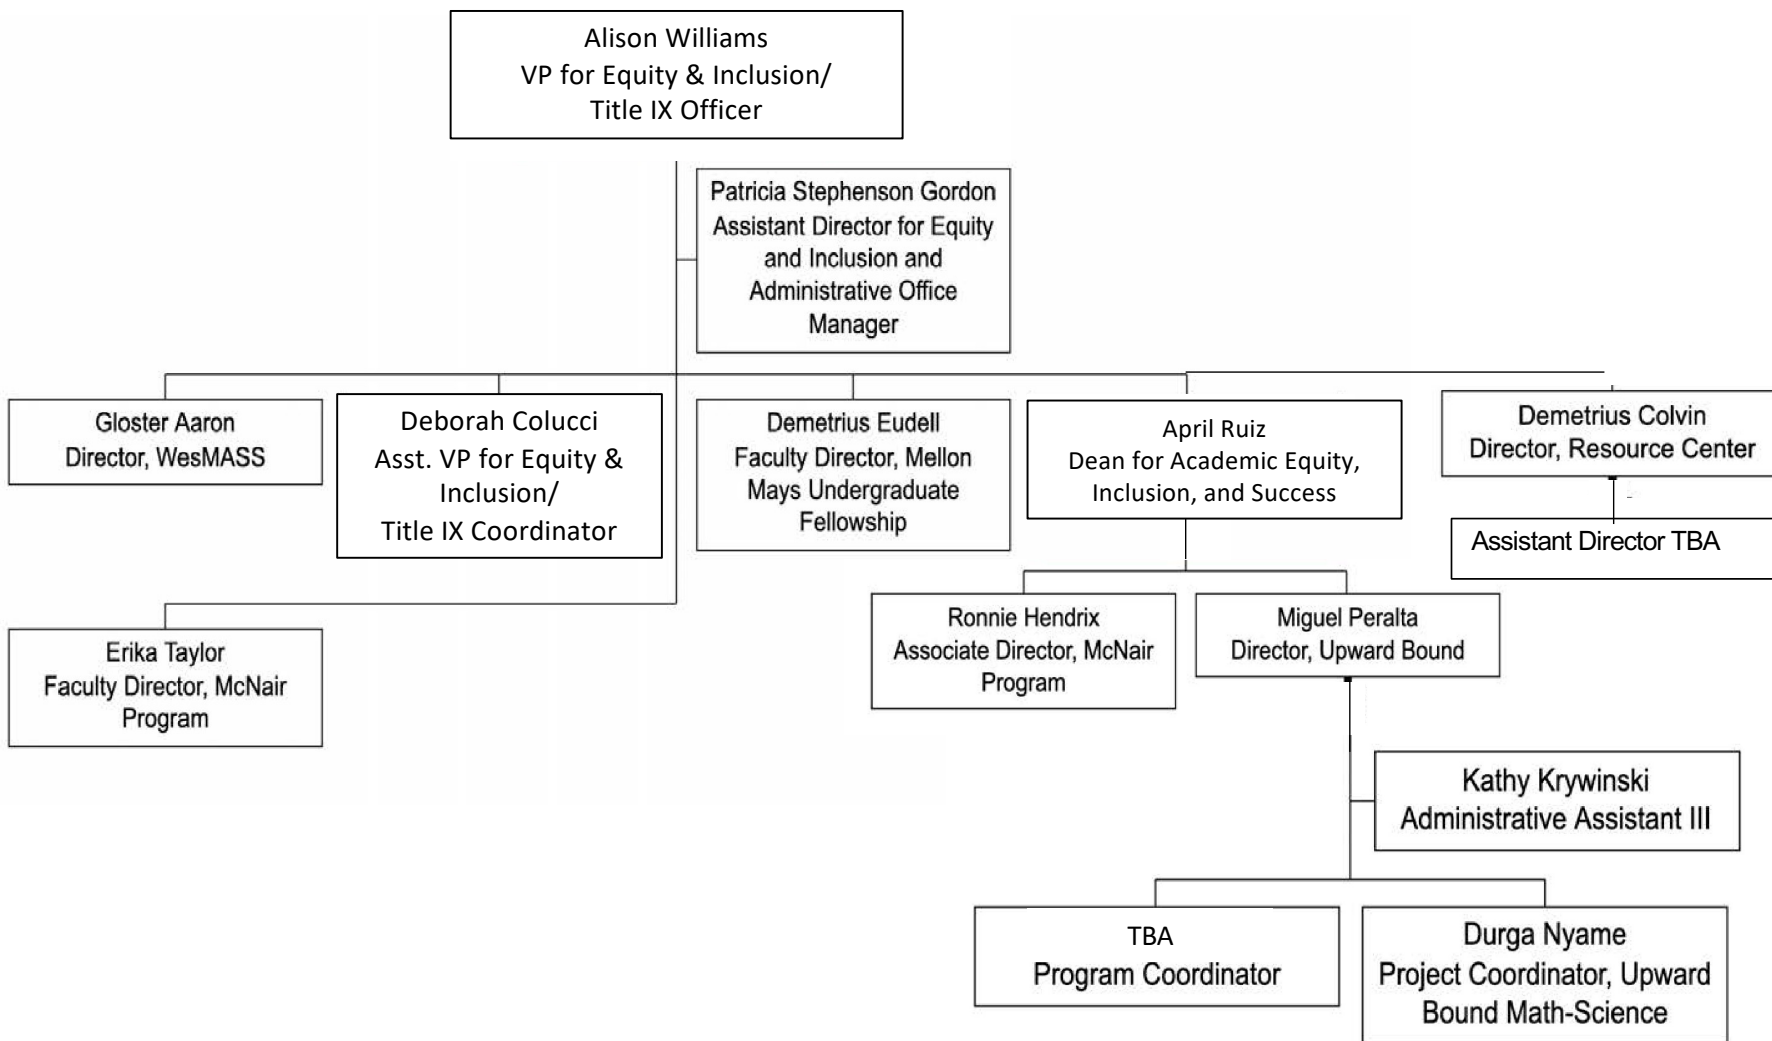 Alison Williams
VP for Equity & Inclusion/
Title IX Officer
Patricia Stephenson Gordon
Assistant Director for Equity
and Inclusion and
Administrative Office
Manager
Gloster Aaron
Director, WesMASS
Deborah Colucci
Asst. VP for Equity &
Inclusion/
Title IX Coordinator
Demetrius Eudell
Faculty Director, Mellon
Mays Undergraduate
Fellowship
April Ruiz
Dean for Academic Equity,
Inclusion, and Success
Demetrius Colvin
Director, Resource Center
Assistant Director TBA
Erika Taylor
Faculty Director, McNair
Program
Ronnie Hendrix
Associate Director, McNair
Program
Miguel Peralta
Director, Upward Bound
Kathy Krywinski
Administrative Assistant III
TBA
Program Coordinator
Durga Nyame
Project Coordinator, Upward
Bound Math-Science